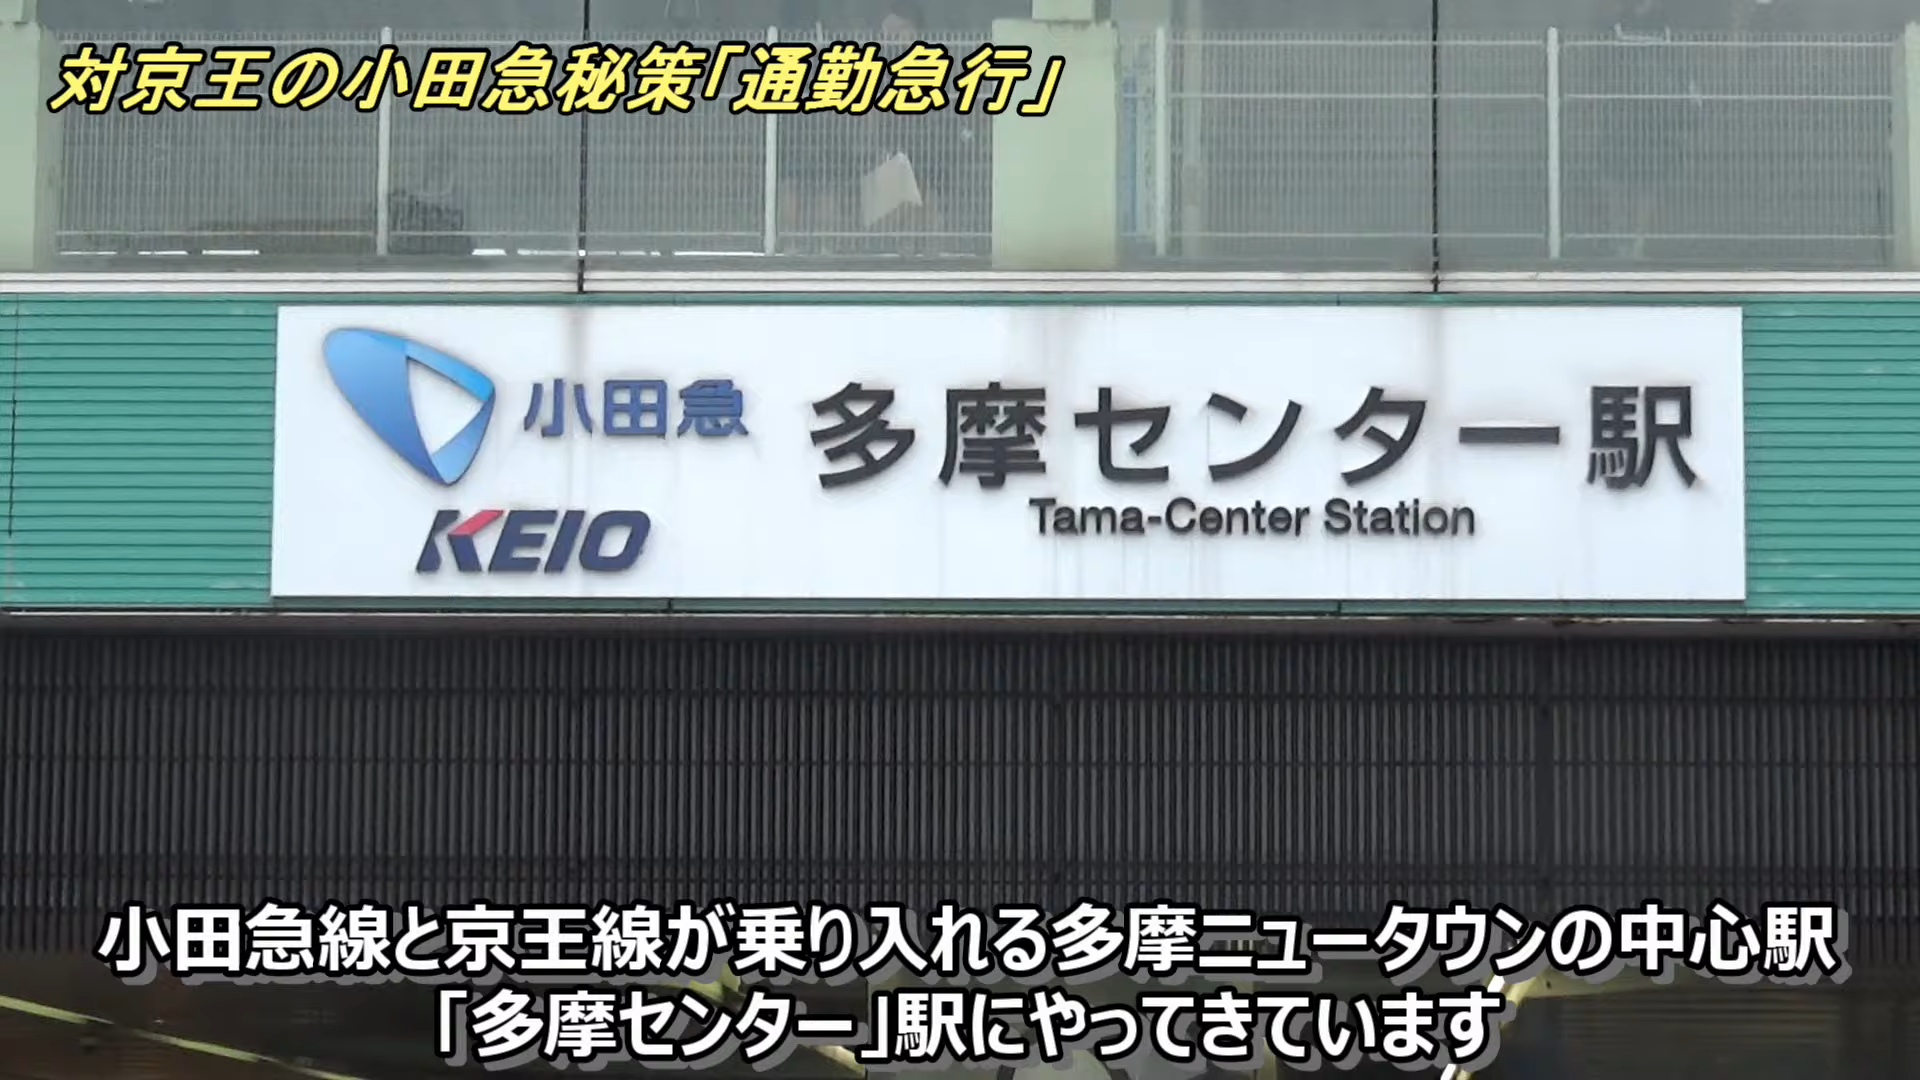 対京王の小田急秘策「通勤急行」
小田急
KEIO
多摩センター駅
Tama-Center Station
小田急線と京王線が乗り入れる多摩ニュータウンの中心駅
「多摩センター」駅にやってきています